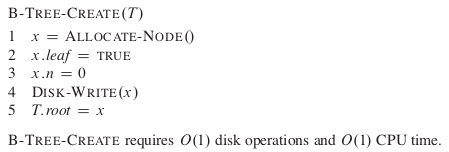 B-TREE-CREATE(T)
1 x = ALLOCATE-NODE()
2 x.leaf = TRUE
3 x.n = 0
4 DISK-WRITE(x)
5 T.root = x
B-TREE-CREATE requires O(1) disk operations and O(1) CPU time.